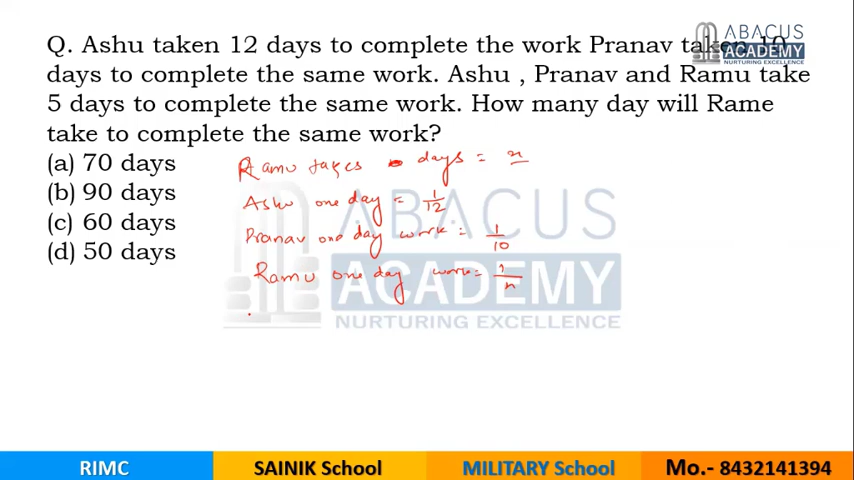 ABACUS
ACADEMY
NURTURING EXCELLENCE
Q. Ashu taken 12 days to complete the work Pranav taken 10
days to complete the same work. Ashu , Pranav and Ramu take
5 days to complete the same work. How many day will Rame
take to complete the same work?
(a) 70 days
(b) 90 days
(c) 60 days
(d) 50 days
Ramu takes days = x
Ashu one day = 1/12
Pranav one day work = 1/10
Ramu one day work = 1/n
ABACUS
ACADEMY
NURTURING EXCELLENCE
RIMC SAINIK School MILITARY School Mo.- 8432141394